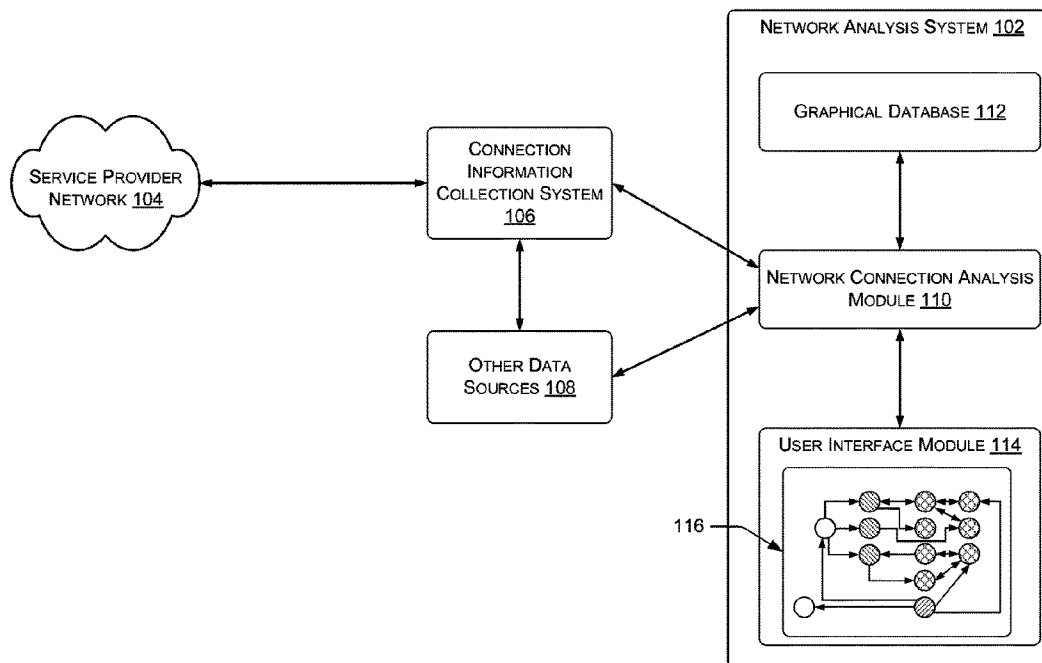 NETWORK ANALYSIS SYSTEM 102
GRAPHICAL DATABASE 112
CONNECTION
INFORMATION
COLLECTION SYSTEM
106
SERVICE PROVIDER
NETWORK 104
NETWORK CONNECTION ANALYSIS
MODULE 110
OTHER DATA
SOURCES 108
USER INTERFACE MODULE 114
116